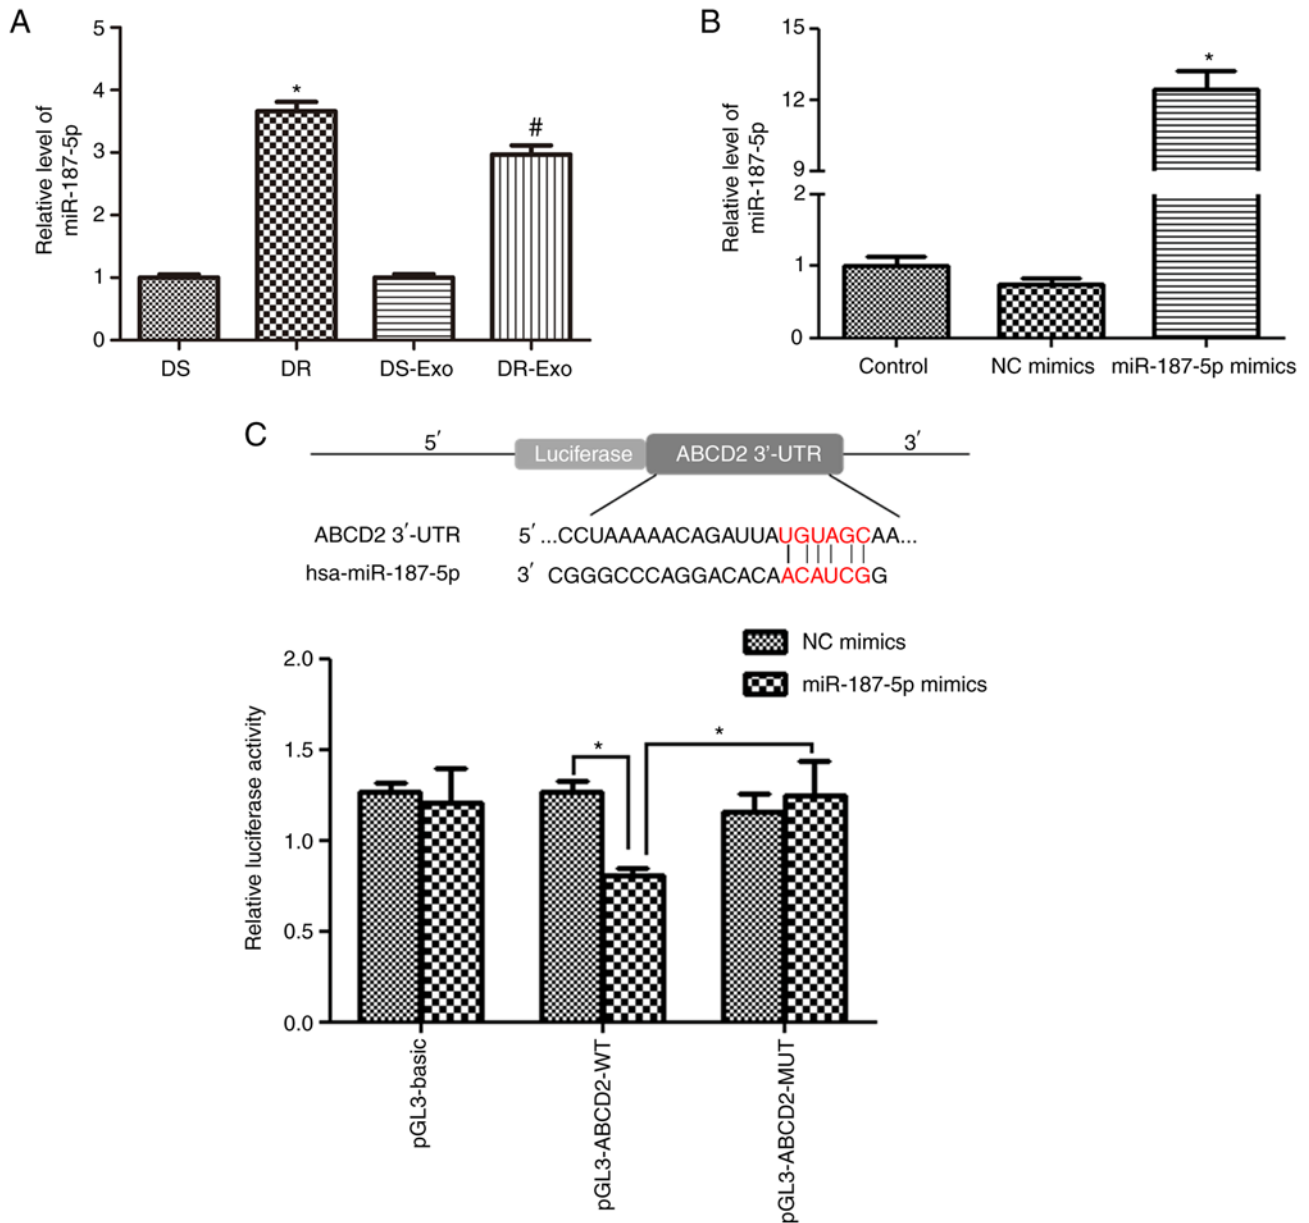 A
Relative level of
miR-187-5p
5
4
3
2
1
0
*
#
DS
DR
DS-Exo
DR-Exo
B
Relative level of
miR-187-5p
15
12
9
2
1
0
*
Control
NC mimics
miR-187-5p mimics
C
5′
Luciferase
ABCD2 3'-UTR
3′
ABCD2 3′-UTR 5′ ...CCUAAAAACAGAUUAUGUAGCAA...
hsa-miR-187-5p 3′ CGGGCCCAGGACACAACAUCGG
NC mimics
miR-187-5p mimics
Relative luciferase activity
2.0
1.5
1.0
0.5
0.0
*
*
pGL3-basic
pGL3-ABCD2-WT
pGL3-ABCD2-MUT